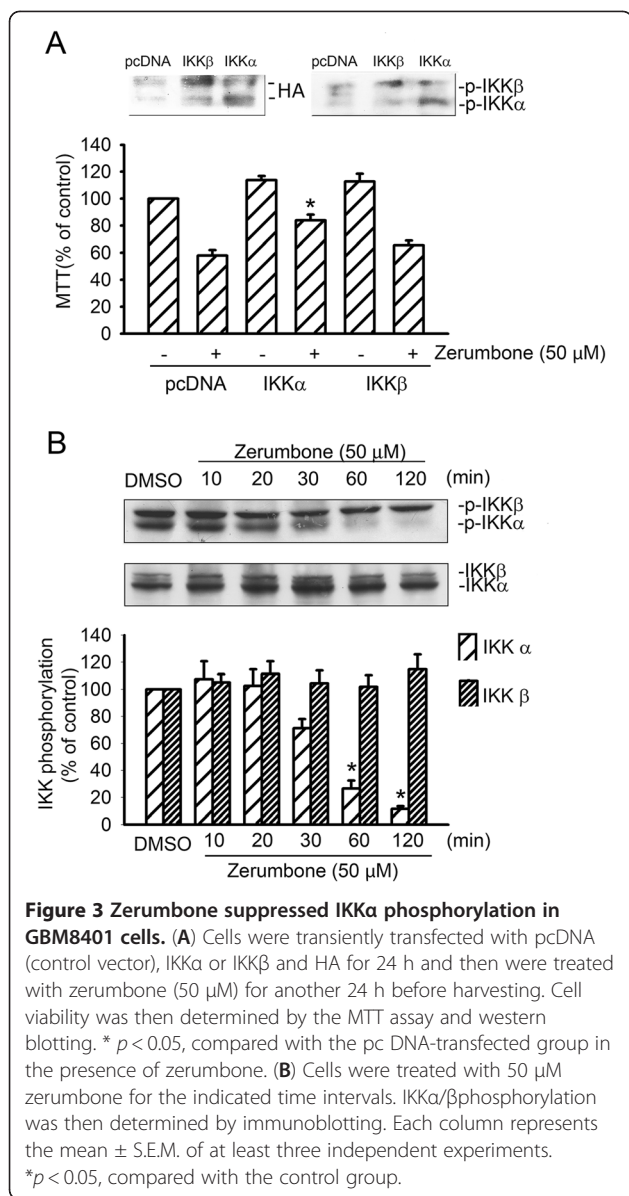 A
pcDNA IKKβ IKKα pcDNA IKKβ IKKα
HA
-p-IKKβ
-p-IKKα
MTT(% of control)
140
120
100
80
60
40
20
0
*
- + - + - + Zerumbone (50 μM)
pcDNA IKKα IKKβ
B
Zerumbone (50 μM)
DMSO 10 20 30 60 120 (min)
-p-IKKβ
-p-IKKα
-IKKβ
-IKKα
IKK phosphorylation
(% of control)
140
120
100
80
60
40
20
0
IKK α
IKK β
* *
DMSO 10 20 30 60 120 (min)
Zerumbone (50 μM)
Figure 3 Zerumbone suppressed IKKα phosphorylation in
GBM8401 cells. (A) Cells were transiently transfected with pcDNA
(control vector), IKKα or IKKβ and HA for 24 h and then were treated
with zerumbone (50 μM) for another 24 h before harvesting. Cell
viability was then determined by the MTT assay and western
blotting. * p < 0.05, compared with the pc DNA-transfected group in
the presence of zerumbone. (B) Cells were treated with 50 μM
zerumbone for the indicated time intervals. IKKα/βphosphorylation
was then determined by immunoblotting. Each column represents
the mean ± S.E.M. of at least three independent experiments.
*p < 0.05, compared with the control group.